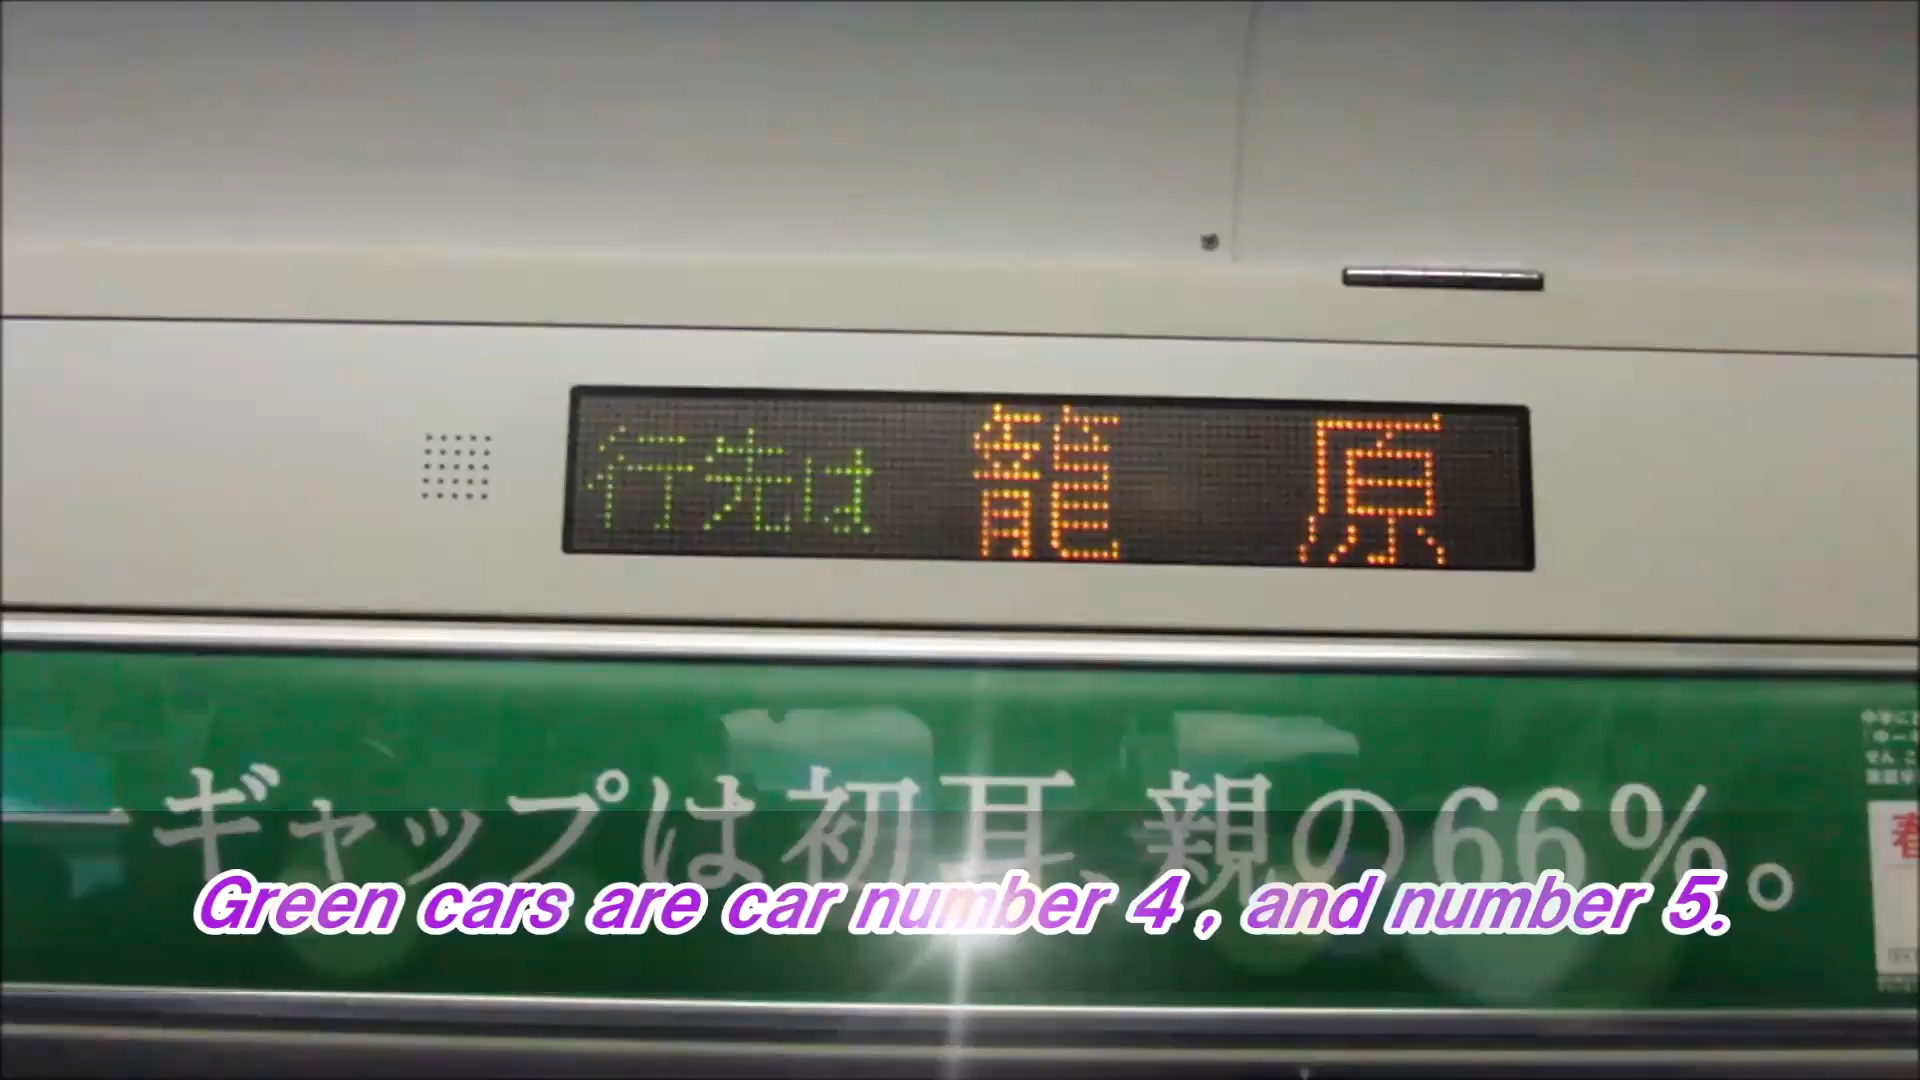 行先は 籠原
ーギャップは初耳、親の66%。
Green cars are car number 4 , and number 5.